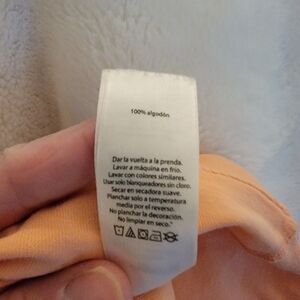 100% algodón
Dar la vuelta a la prenda.
Lavar a máquina en frío.
Lavar con colores similares.
Usar solo blanqueadores sin cloro.
Secar en secadora suave.
Planchar solo a temperatura
media por el reverso.
No planchar la decoración.
No limpiar en seco.